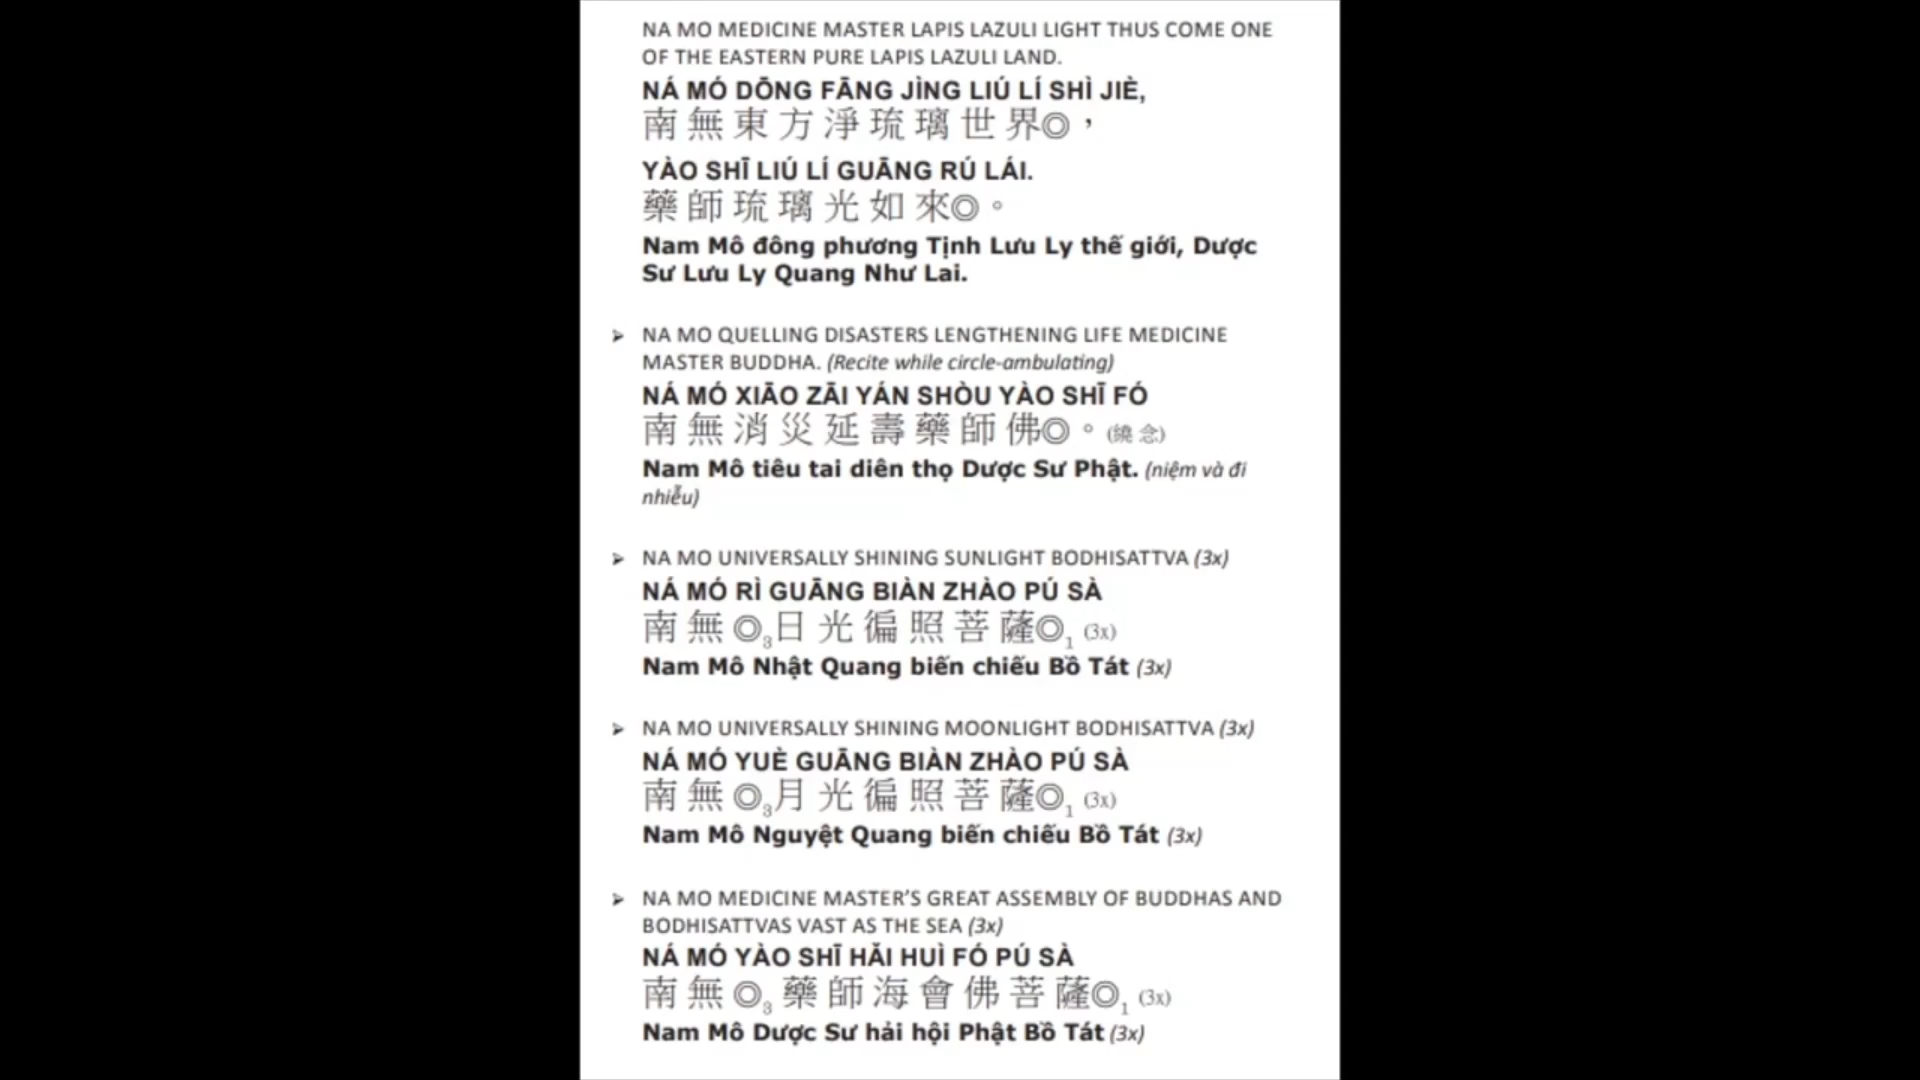 NA MO MEDICINE MASTER LAPIS LAZULI LIGHT THUS COME ONE
OF THE EASTERN PURE LAPIS LAZULI LAND.
NÁ MÓ DŌNG FĀNG JÌNG LIÚ LÍ SHÌ JIÈ,
南無東方淨琉璃世界◎，
YÀO SHĪ LIÚ LÍ GUĀNG RÚ LÁI.
藥師琉璃光如來◎。
Nam Mô đông phương Tịnh Lưu Ly thế giới, Dược
Sư Lưu Ly Quang Như Lai.
➢ NA MO QUELLING DISASTERS LENGTHENING LIFE MEDICINE
MASTER BUDDHA. (Recite while circle-ambulating)
NÁ MÓ XIĀO ZĀI YÁN SHÒU YÀO SHĪ FÓ
南無消災延壽藥師佛◎。(繞念)
Nam Mô tiêu tai diên thọ Dược Sư Phật. (niệm và đi
nhiễu)
➢ NA MO UNIVERSALLY SHINING SUNLIGHT BODHISATTVA (3x)
NÁ MÓ RÌ GUĀNG BIÀN ZHÀO PÚ SÀ
南無◎3日光徧照菩薩◎1 (3x)
Nam Mô Nhật Quang biến chiếu Bồ Tát (3x)
➢ NA MO UNIVERSALLY SHINING MOONLIGHT BODHISATTVA (3x)
NÁ MÓ YUÈ GUĀNG BIÀN ZHÀO PÚ SÀ
南無◎3月光徧照菩薩◎1 (3x)
Nam Mô Nguyệt Quang biến chiếu Bồ Tát (3x)
➢ NA MO MEDICINE MASTER’S GREAT ASSEMBLY OF BUDDHAS AND
BODHISATTVAS VAST AS THE SEA (3x)
NÁ MÓ YÀO SHĪ HǍI HUÌ FÓ PÚ SÀ
南無◎3 藥師海會佛菩薩◎1 (3x)
Nam Mô Dược Sư hải hội Phật Bồ Tát (3x)